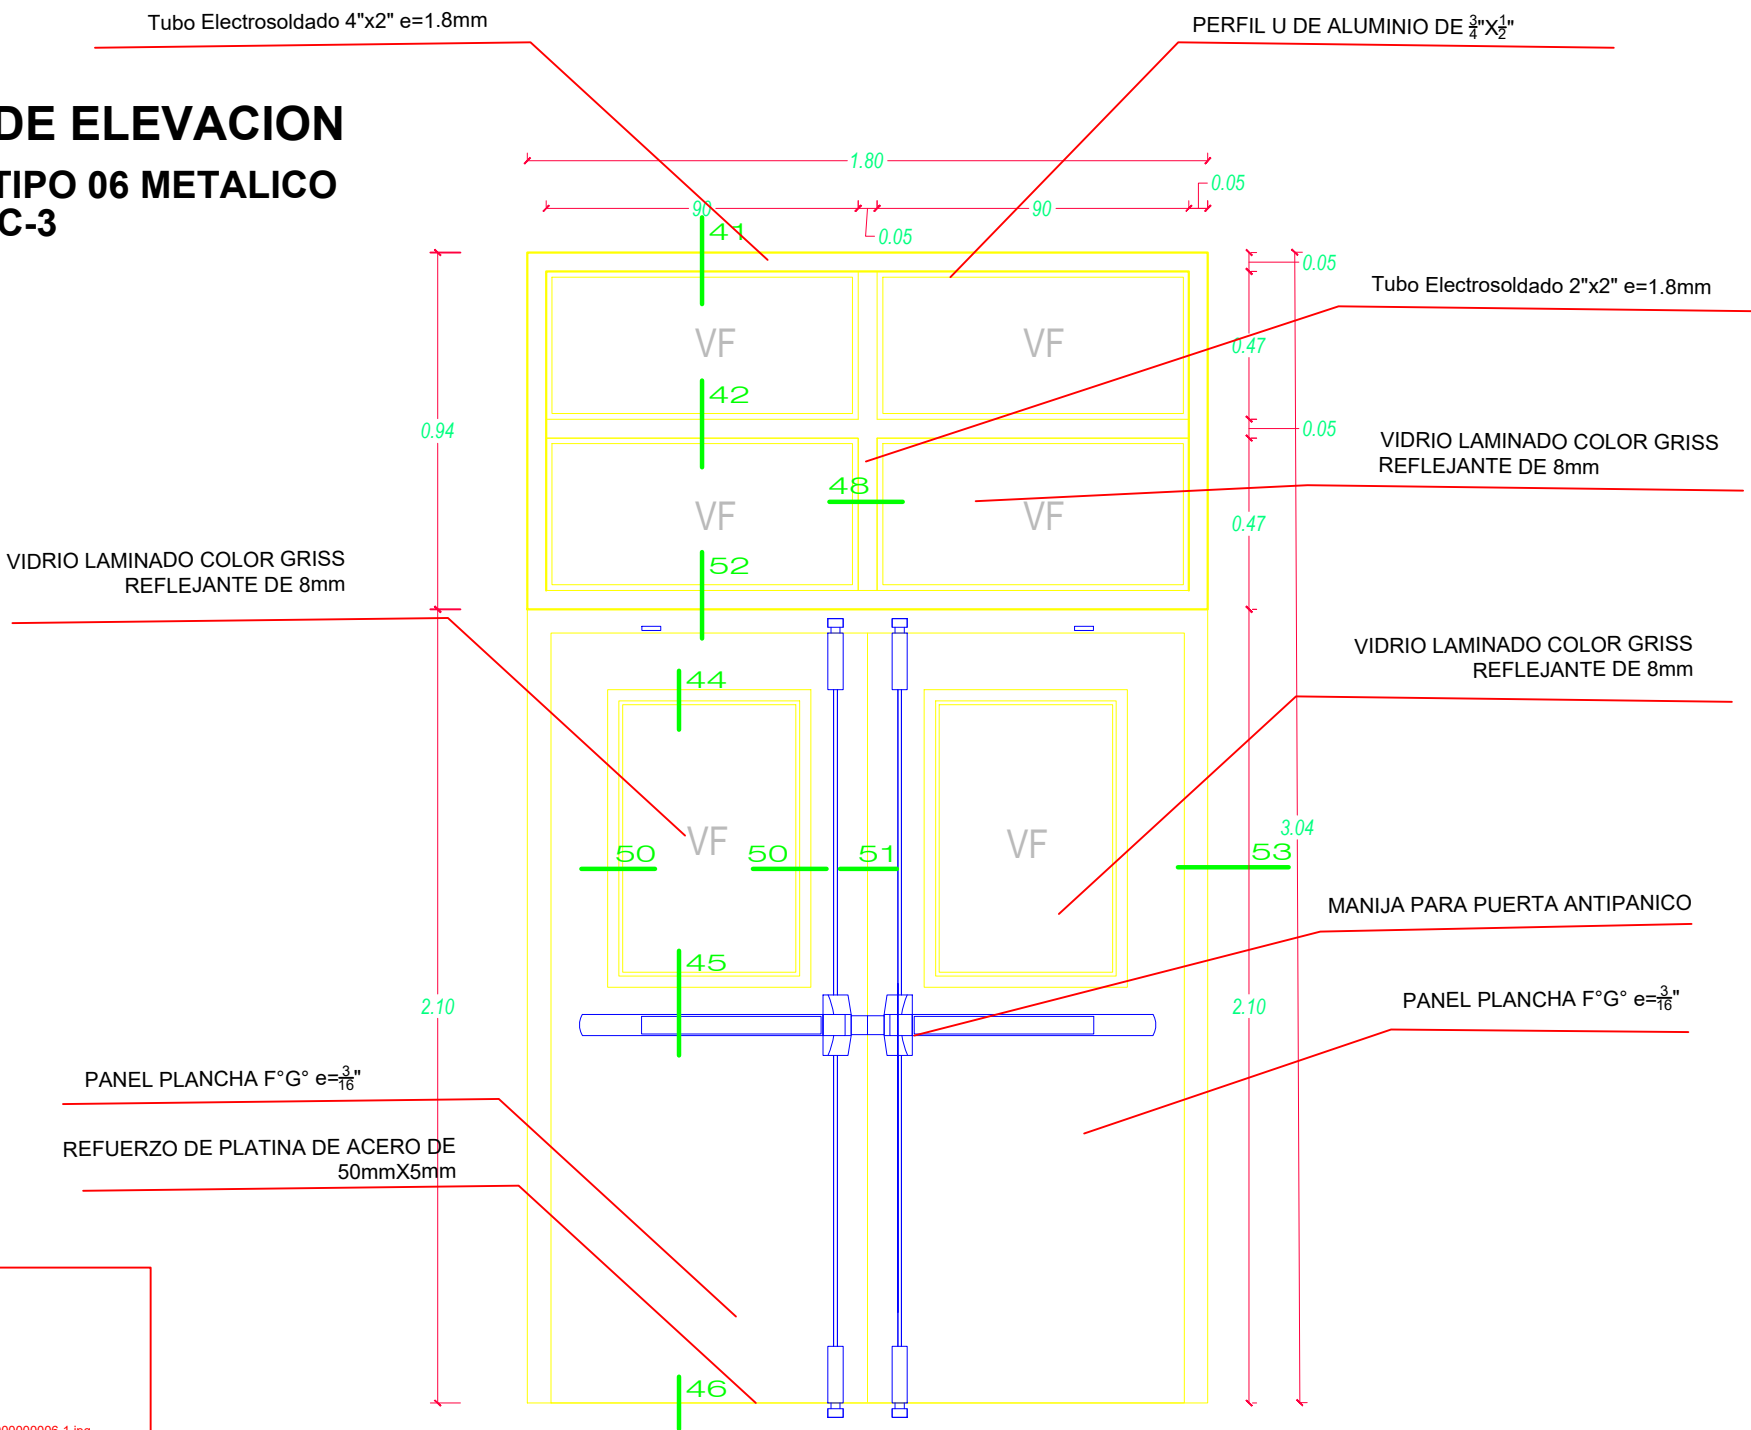 Tubo Electrosoldado 4"x2" e=1.8mm
PERFIL U DE ALUMINIO DE 3/4"X1/2"
DE ELEVACION
TIPO 06 METALICO
C-3
1.80
0.05
90
90
0.05
41
0.05
Tubo Electrosoldado 2"x2" e=1.8mm
VF
VF
0.47
42
0.94
0.05
VIDRIO LAMINADO COLOR GRISS
REFLEJANTE DE 8mm
48
VF
VF
0.47
VIDRIO LAMINADO COLOR GRISS
REFLEJANTE DE 8mm
52
VIDRIO LAMINADO COLOR GRISS
REFLEJANTE DE 8mm
44
VF
VF
3.04
50
50
51
53
MANIJA PARA PUERTA ANTIPANICO
45
2.10
2.10
PANEL PLANCHA F°G° e=3/16"
PANEL PLANCHA F°G° e=3/16"
REFUERZO DE PLATINA DE ACERO DE
50mmX5mm
46